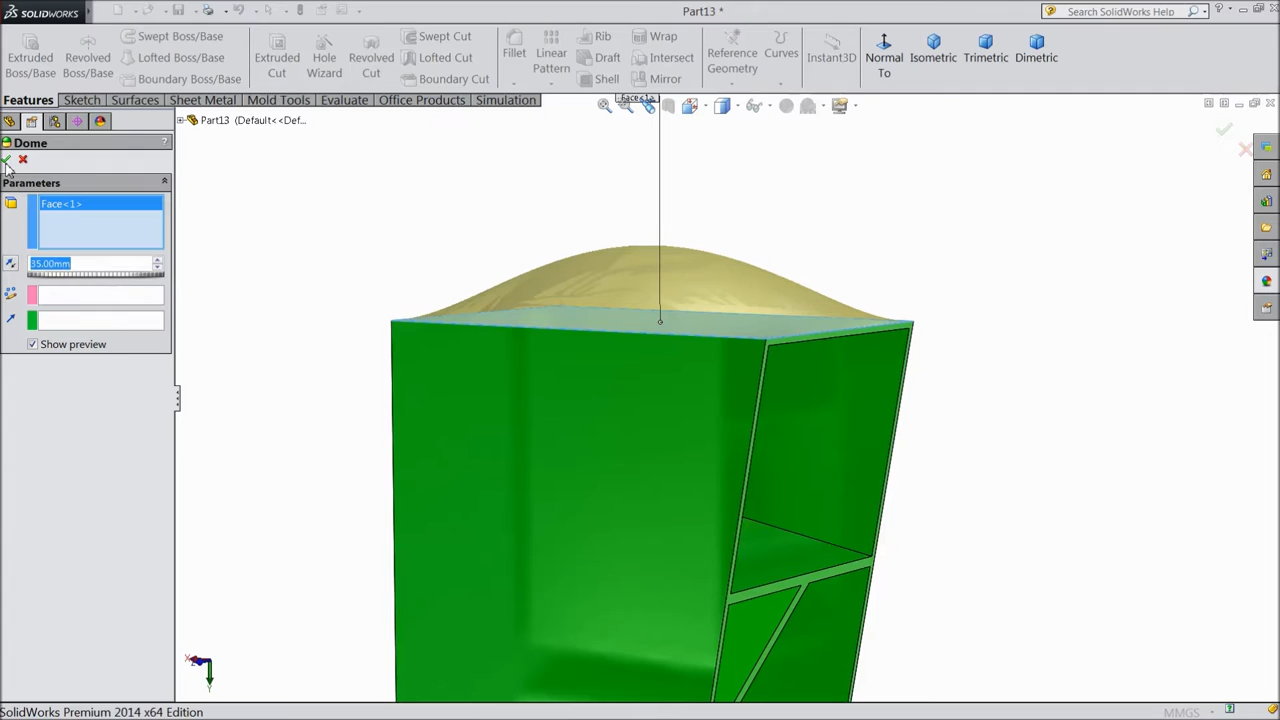 SOLIDWORKS
Part13 *
Search SolidWorks Help
Extruded Boss/Base
Revolved Boss/Base
Swept Boss/Base
Lofted Boss/Base
Boundary Boss/Base
Extruded Cut
Hole Wizard
Revolved Cut
Swept Cut
Lofted Cut
Boundary Cut
Fillet
Linear Pattern
Rib
Draft
Shell
Wrap
Intersect
Mirror
Reference Geometry
Curves
Instant3D
Normal To
Isometric
Trimetric
Dimetric
Features
Sketch
Surfaces
Sheet Metal
Mold Tools
Evaluate
Office Products
Simulation
Face<1>
Part13 (Default<<Def...
Dome
?
Parameters
Face<1>
35.00mm
Show preview
X
Z
Y
SolidWorks Premium 2014 x64 Edition
MMGS